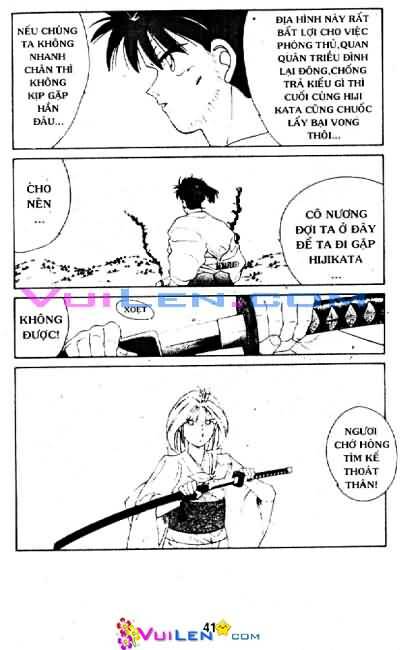 NẾU CHÚNG
TA KHÔNG
NHANH
CHÂN THÌ
KHÔNG
KỊP GẶP
HẮN
ĐÂU...
ĐỊA HÌNH NÀY RẤT
BẤT LỢI CHO VIỆC
PHÒNG THỦ,QUAN
QUÂN TRIỀU ĐÌNH
LẠI ĐÔNG,CHỐNG
TRẢ KIỂU GÌ THÌ
CUỐI CÙNG HIJI
KATA CŨNG CHUỐC
LẤY BẠI VONG
THÔI...
CHO
NÊN
...
CÔ NƯƠNG
ĐỢI TA Ở ĐÂY
ĐỂ TA ĐI GẶP
HIJIKATA
...
VUILEN.COM
KHÔNG
ĐƯỢC!
XOẸT
NGƯƠI
CHỚ HÒNG
TÌM KẾ
THOÁT
THÂN!
41
VUILEN.COM